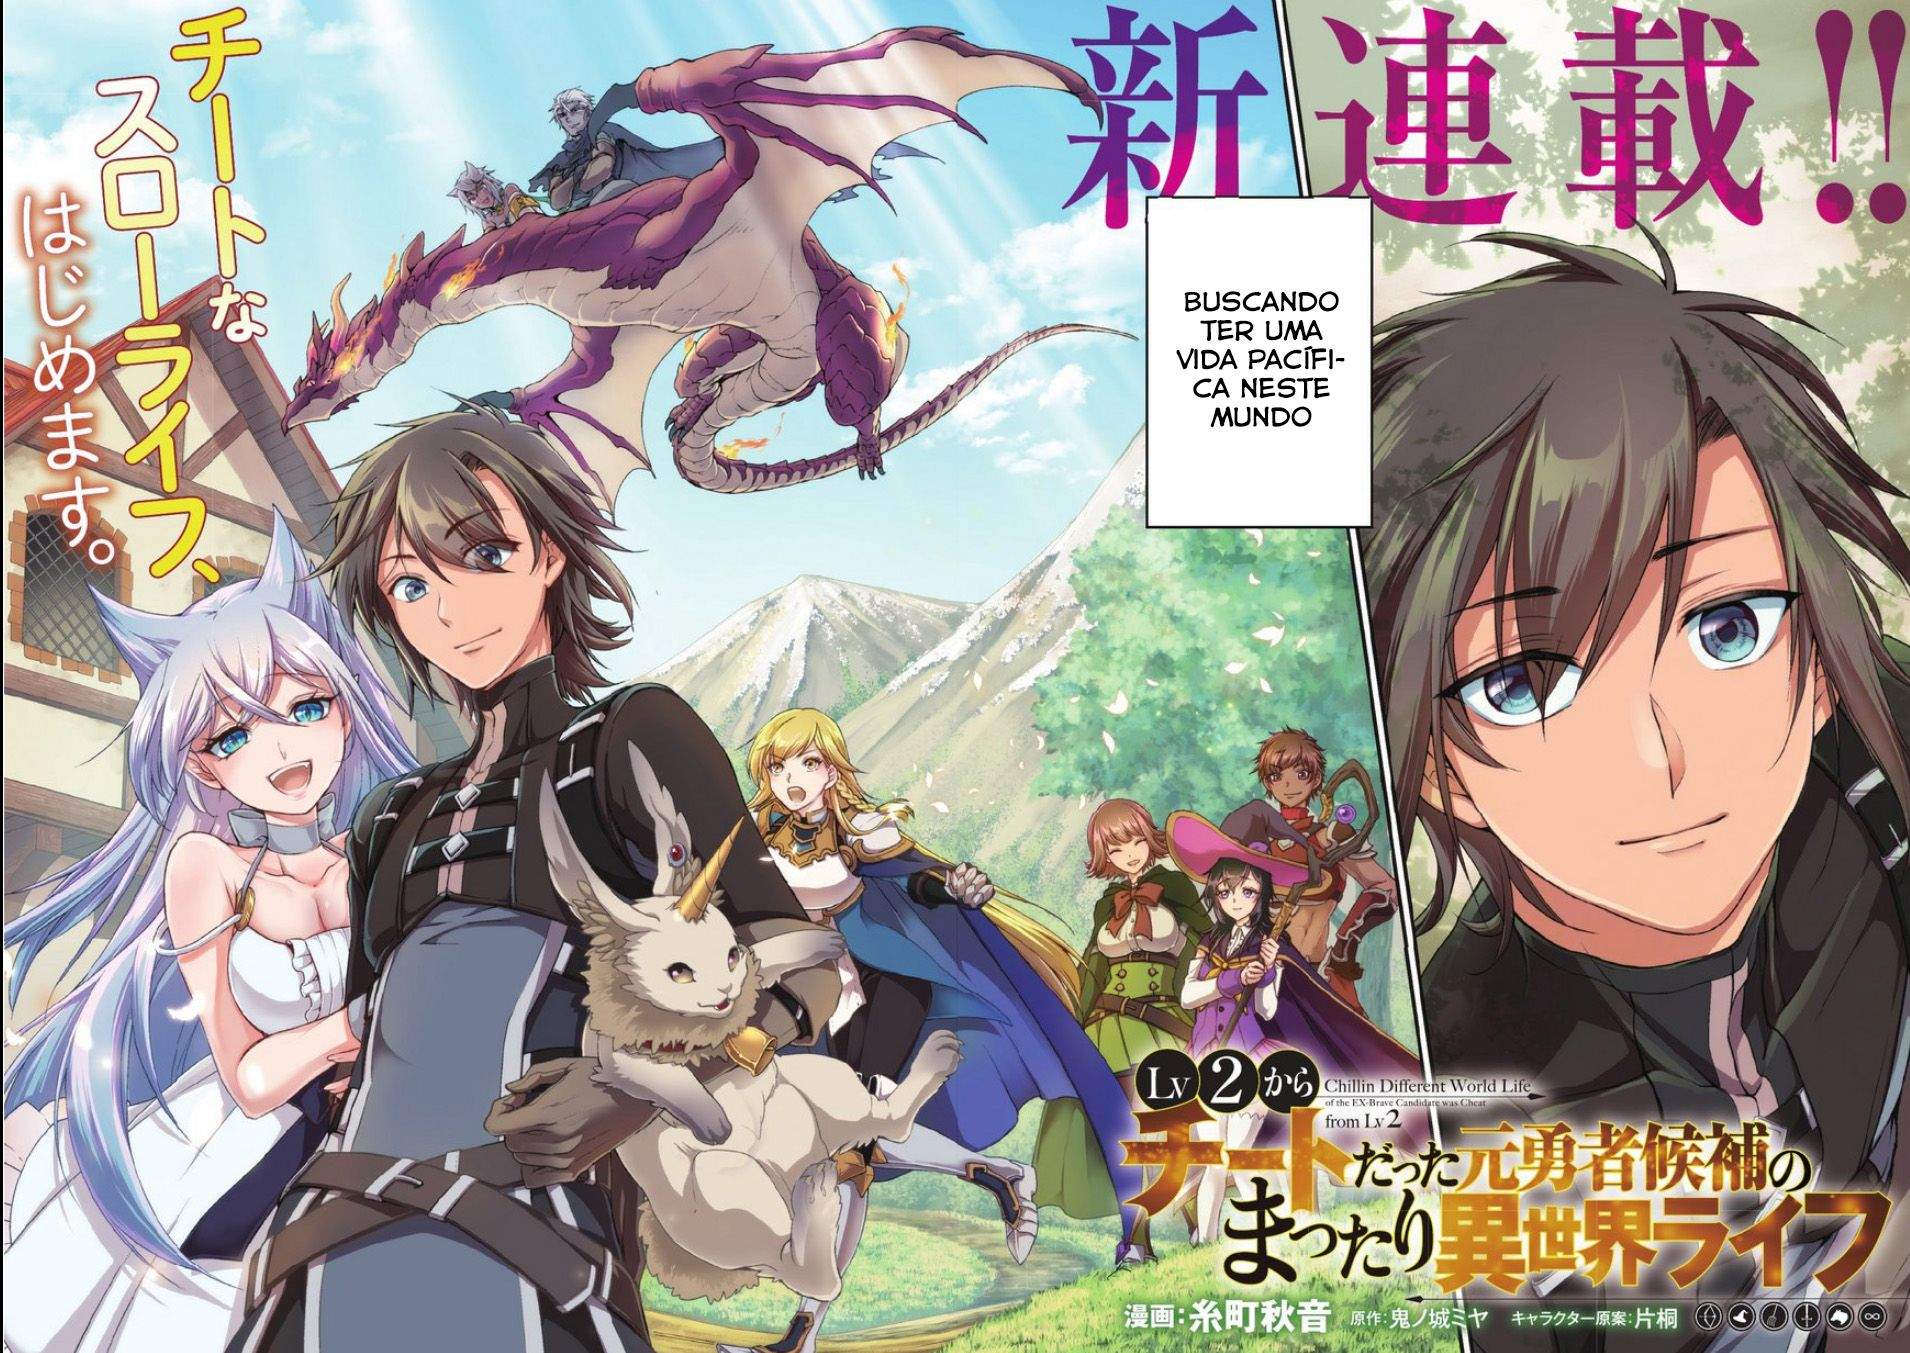 新連載!!
BUSCANDO
TER UMA
VIDA PACÍFI-
CA NESTE
MUNDO
チートな
スローライフ、
はじめます。
Lv2から
Chillin Different World Life
of the EX-Brave Candidate was Cheat
from Lv2
チートだった元勇者候補の
まったり異世界ライフ
漫画:糸町秋音 原作:鬼ノ城ミヤ キャラクター原案:片桐